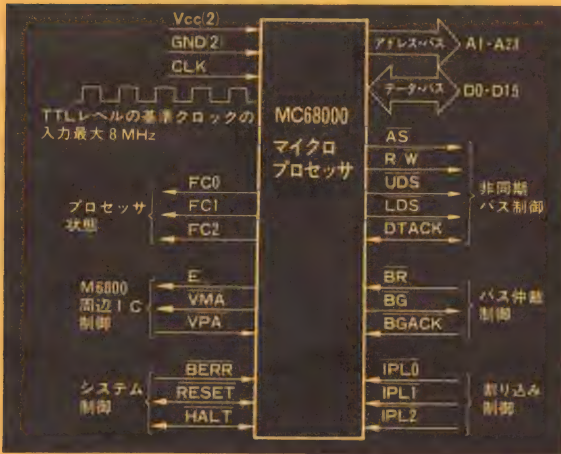 Vcc(2)
GND(2)
CLK
TTLレベルの基準クロックの
入力最大 8 MHz
プロセッサ
状態
FC0
FC1
FC2
M6800
周辺IC
制御
E
VMA
VPA
システム
制御
BERR
RESET
HALT
MC68000
マイクロ
プロセッサ
アドレス・バス
A1-A23
データ・バス
D0-D15
AS
R W
UDS
LDS
DTACK
非同期
バス制御
BR
BG
BGACK
バス仲裁
制御
IPL0
IPL1
IPL2
割り込み
制御